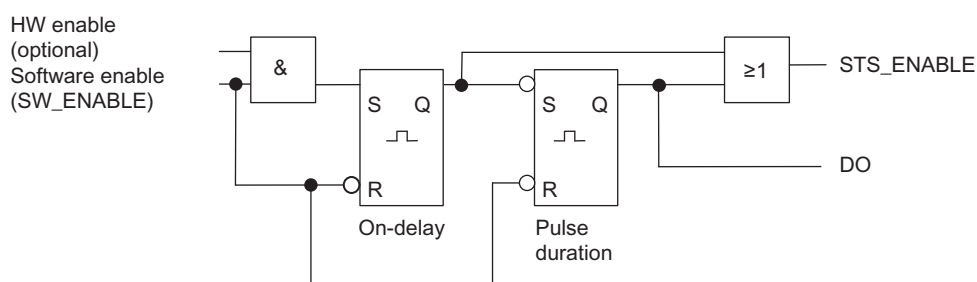 HW enable
(optional)
Software enable
(SW_ENABLE)
&
S Q
R
On-delay
S Q
R
Pulse
duration
≥1
STS_ENABLE
DO